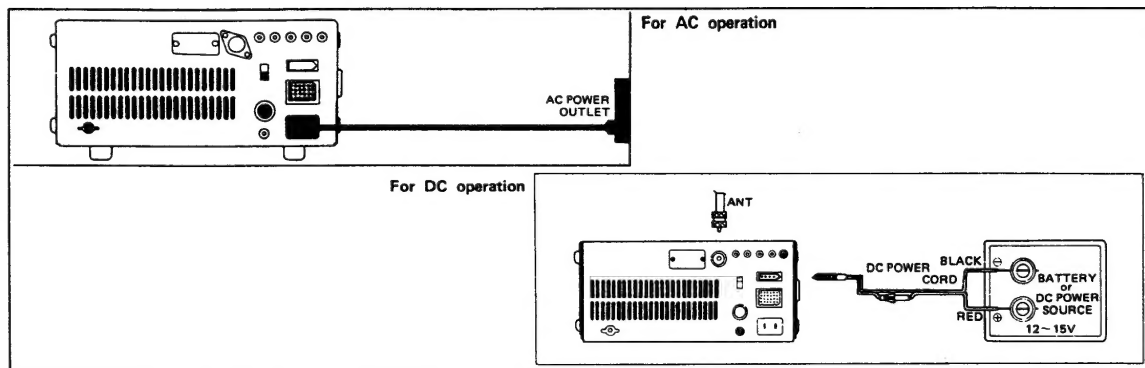 For AC operation
AC POWER
OUTLET
For DC operation
ANT
DC POWER
CORD
BLACK
⊖
BATTERY
or
DC POWER
SOURCE
RED
⊕
12~15V